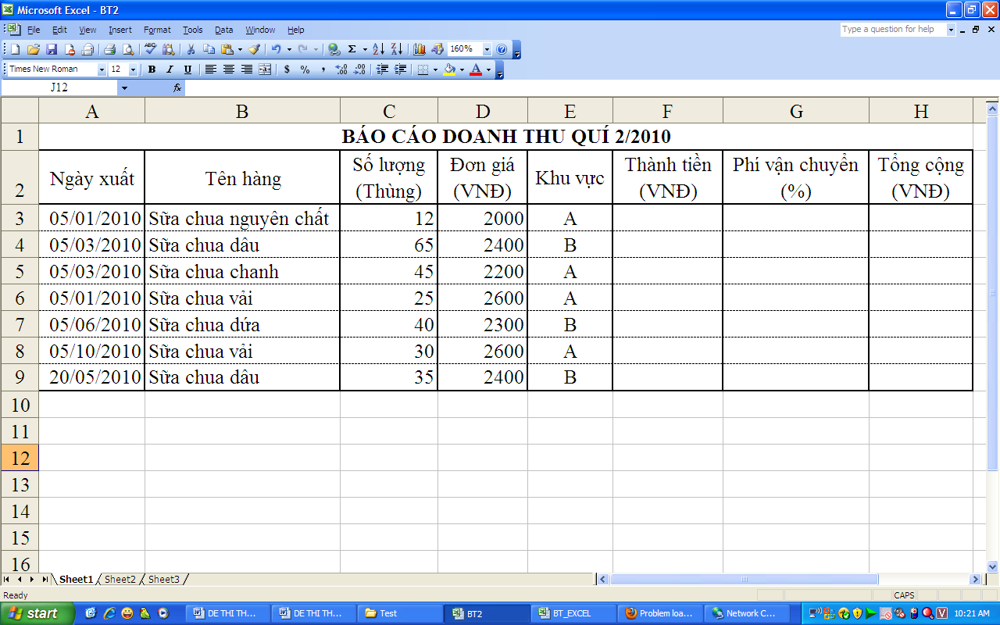 Microsoft Excel - BT2
File Edit View Insert Format Tools Data Window Help
Type a question for help
160%
Times New Roman 12 B I U $ % ,
J12 fx
A B C D E F G H
1 BÁO CÁO DOANH THU QUÍ 2/2010
2 Ngày xuất Tên hàng Số lượng (Thùng) Đơn giá (VNĐ) Khu vực Thành tiền (VNĐ) Phí vận chuyển (%) Tổng cộng (VNĐ)
3 05/01/2010 Sữa chua nguyên chất 12 2000 A
4 05/03/2010 Sữa chua dâu 65 2400 B
5 05/03/2010 Sữa chua chanh 45 2200 A
6 05/01/2010 Sữa chua vải 25 2600 A
7 05/06/2010 Sữa chua dứa 40 2300 B
8 05/10/2010 Sữa chua vải 30 2600 A
9 20/05/2010 Sữa chua dâu 35 2400 B
10
11
12
13
14
15
16
Sheet1 Sheet2 Sheet3
Ready CAPS
start DE THI TH... DE THI TH... Test BT2 BT_EXCEL Problem loa... Network C... 10:21 AM